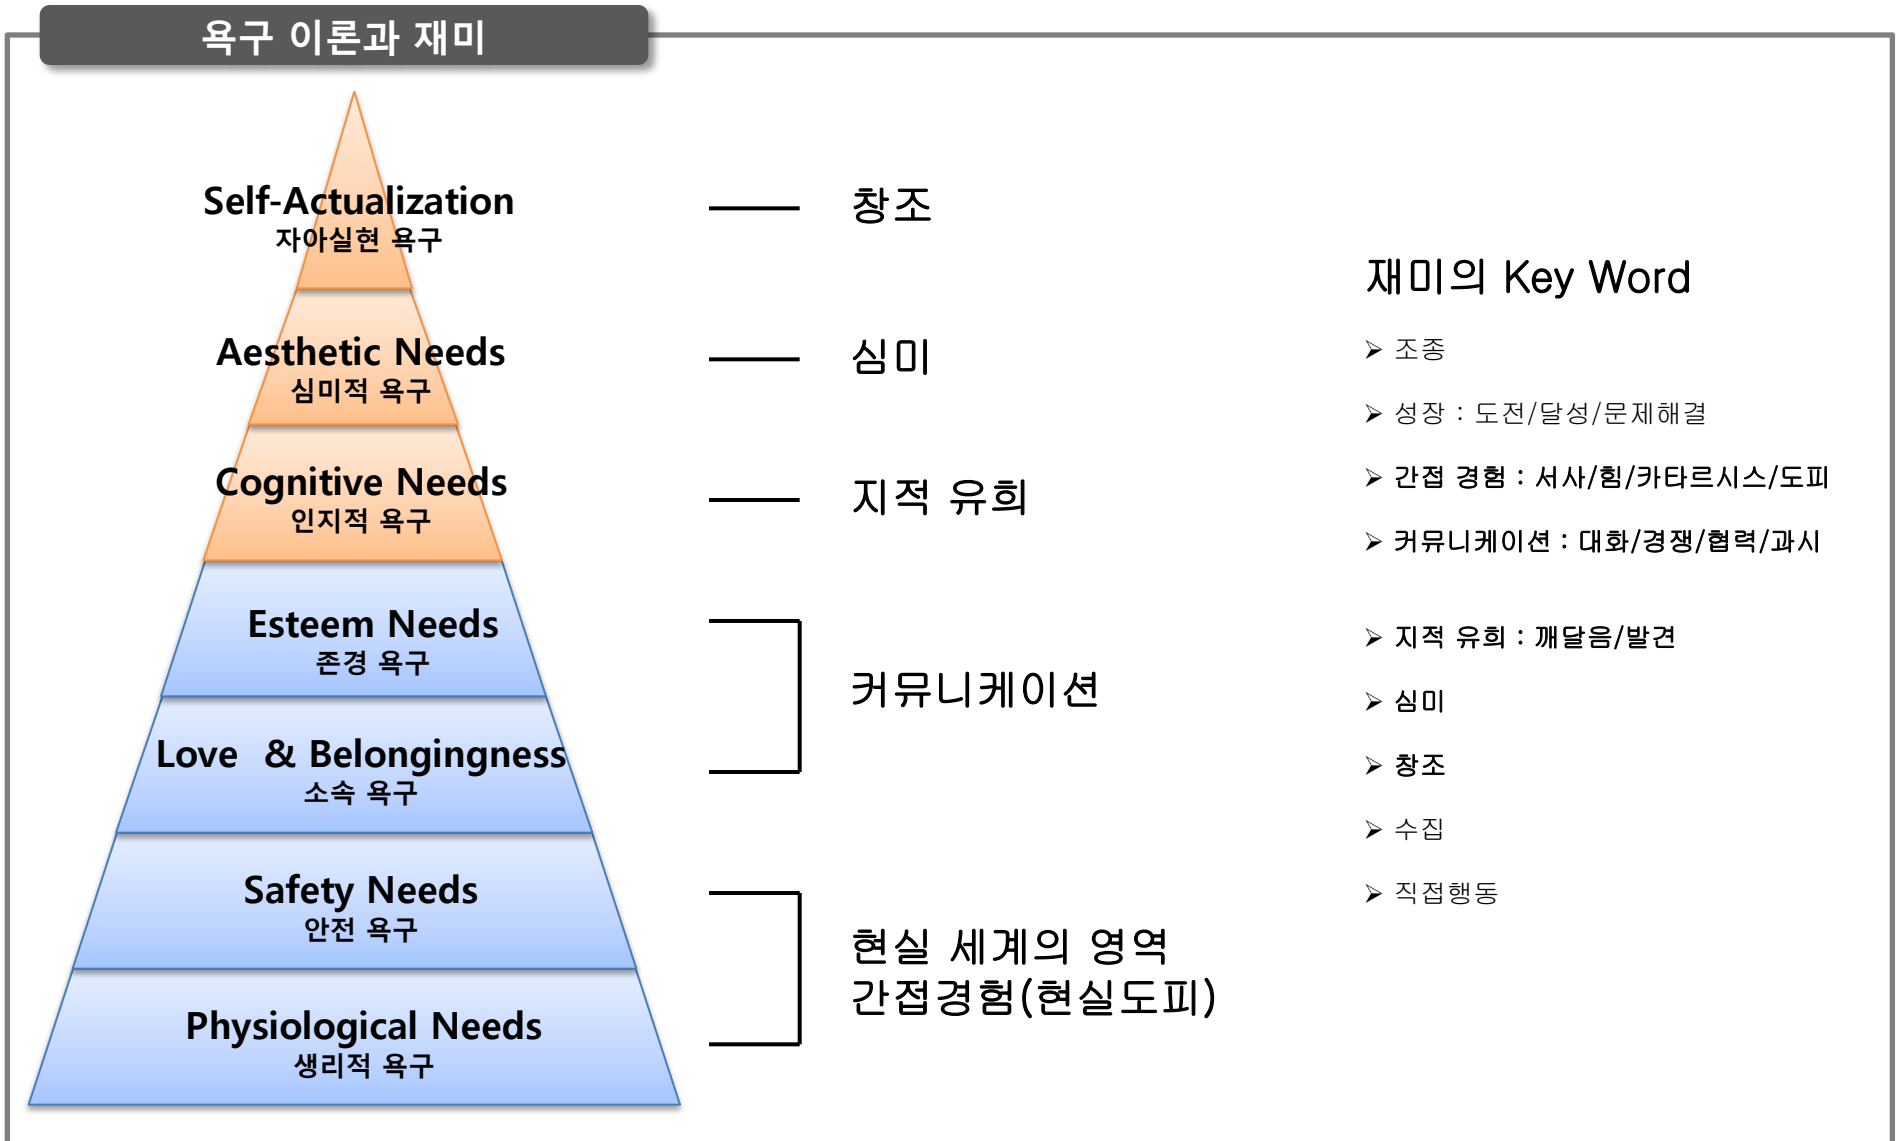 욕구 이론과 재미
Self-Actualization
자아실현 욕구
Aesthetic Needs
심미적 욕구
Cognitive Needs
인지적 욕구
Esteem Needs
존경 욕구
Love & Belongingness
소속 욕구
Safety Needs
안전 욕구
Physiological Needs
생리적 욕구
창조
심미
지적 유희
커뮤니케이션
현실 세계의 영역
간접경험(현실도피)
재미의 Key Word
➢ 조종
➢ 성장 : 도전/달성/문제해결
➢ 간접 경험 : 서사/힘/카타르시스/도피
➢ 커뮤니케이션 : 대화/경쟁/협력/과시
➢ 지적 유희 : 깨달음/발견
➢ 심미
➢ 창조
➢ 수집
➢ 직접행동